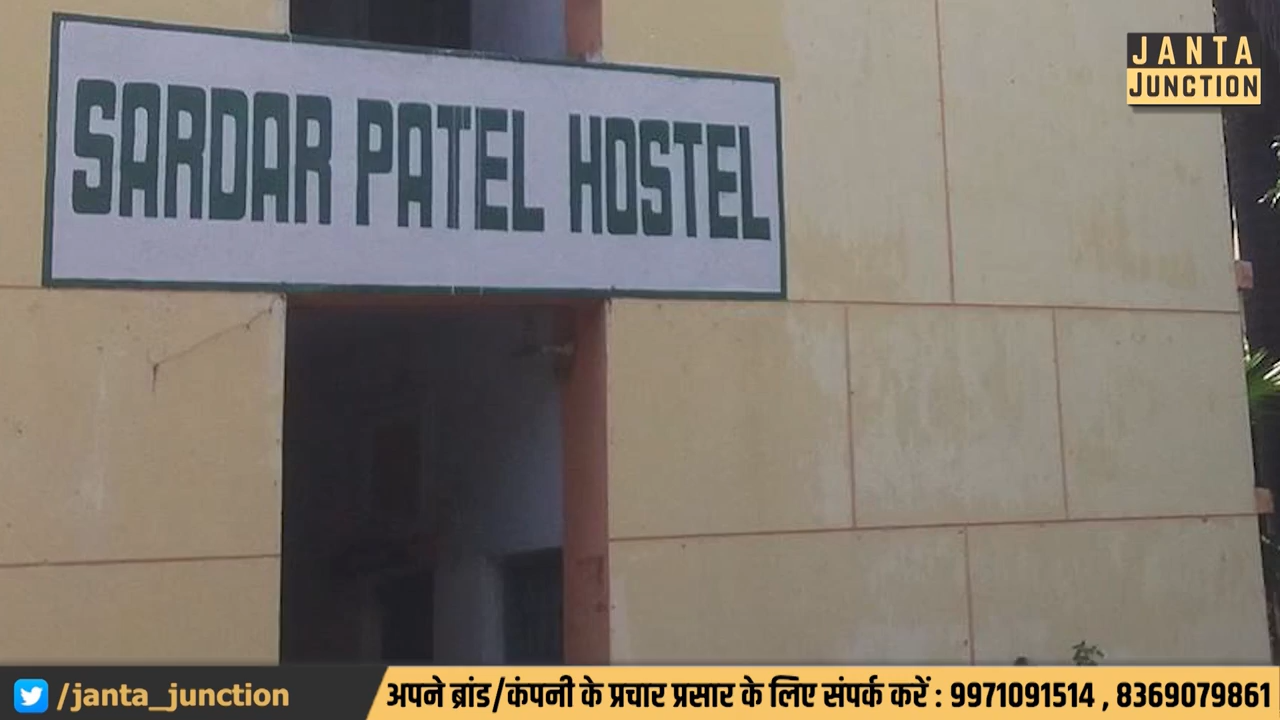 JANTA
JUNCTION
SARDAR PATEL HOSTEL
/janta_junction
अपने ब्रांड/कंपनी के प्रचार प्रसार के लिए संपर्क करें : 9971091514 , 8369079861